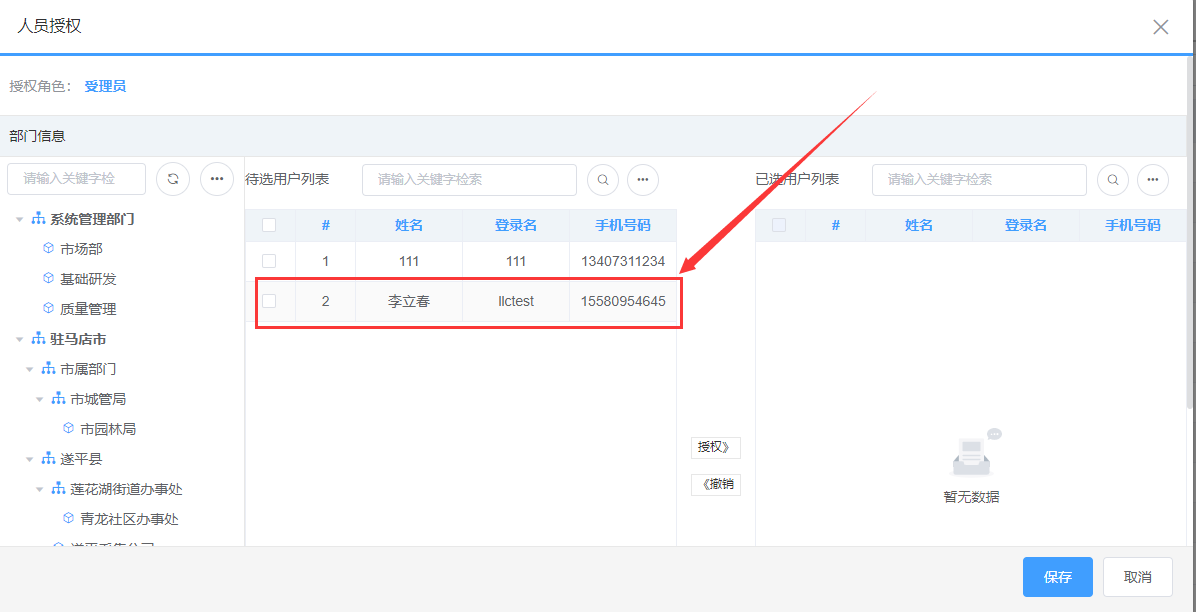 人员授权
授权角色： 受理员
部门信息
请输入关键字检
待选用户列表 请输入关键字检索
已选用户列表 请输入关键字检索
系统管理部门
市场部
基础研发
质量管理
驻马店市
市属部门
市城管局
市园林局
遂平县
莲花湖街道办事处
青龙社区办事处
# 姓名 登录名 手机号码
1 111 111 13407311234
2 李立春 llctest 15580954645
授权》
《撤销
# 姓名 登录名 手机号码
暂无数据
保存 取消